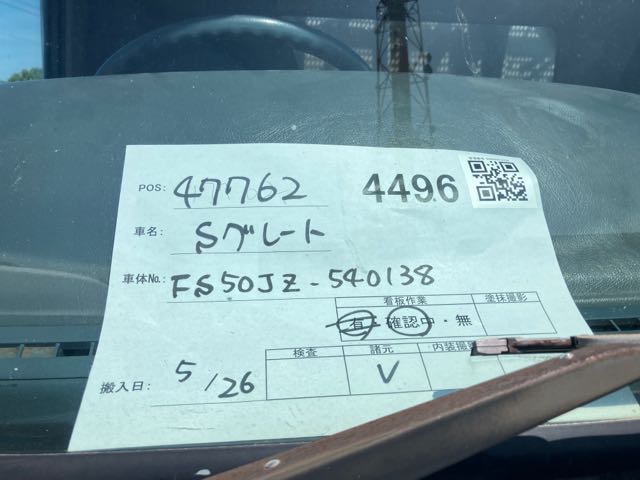 POS: 47762 4496
車名: Sグレート
車体No.: FS50JZ-540138
看板作業 塗抹撮影
有・確認中・無
検査 諸元 内装撮
V
搬入日: 5/26